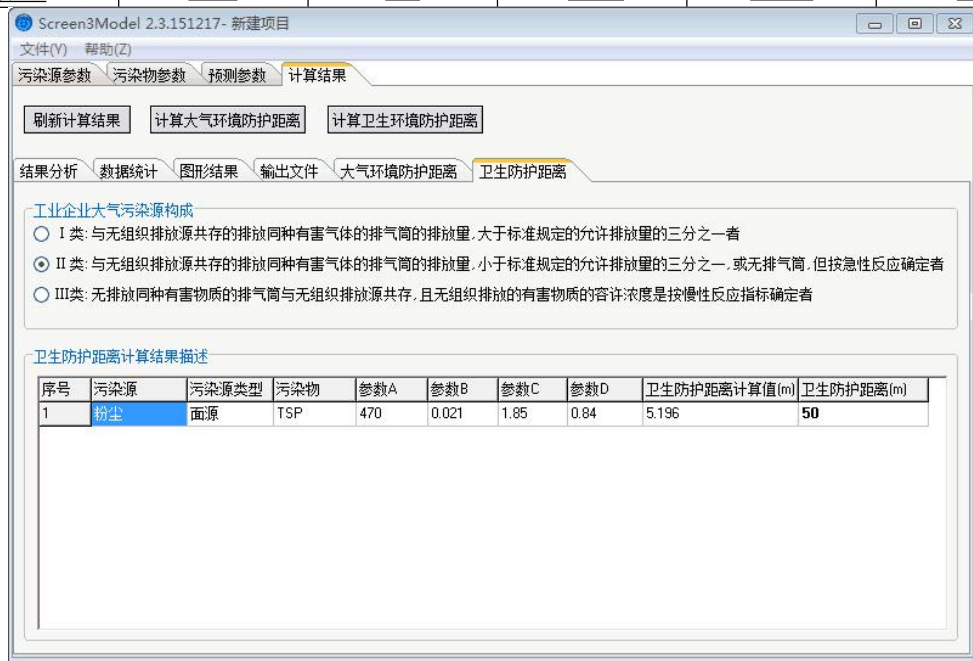 Screen3Model 2.3.151217- 新建项目
文件(Y) 帮助(Z)
污染源参数 污染物参数 预测参数 计算结果
刷新计算结果 计算大气环境防护距离 计算卫生环境防护距离
结果分析 数据统计 图形结果 输出文件 大气环境防护距离 卫生防护距离
工业企业大气污染源构成
I 类: 与无组织排放源共存的排放同种有害气体的排气筒的排放量, 大于标准规定的允许排放量的三分之一者
II 类: 与无组织排放源共存的排放同种有害气体的排气筒的排放量, 小于标准规定的允许排放量的三分之一, 或无排气筒, 但按急性反应确定者
III类: 无排放同种有害物质的排气筒与无组织排放源共存, 且无组织排放的有害物质的容许浓度是按慢性反应指标确定者
卫生防护距离计算结果描述
序号 污染源 污染源类型 污染物 参数A 参数B 参数C 参数D 卫生防护距离计算值(m) 卫生防护距离(m)
1 粉尘 面源 TSP 470 0.021 1.85 0.84 5.196 50